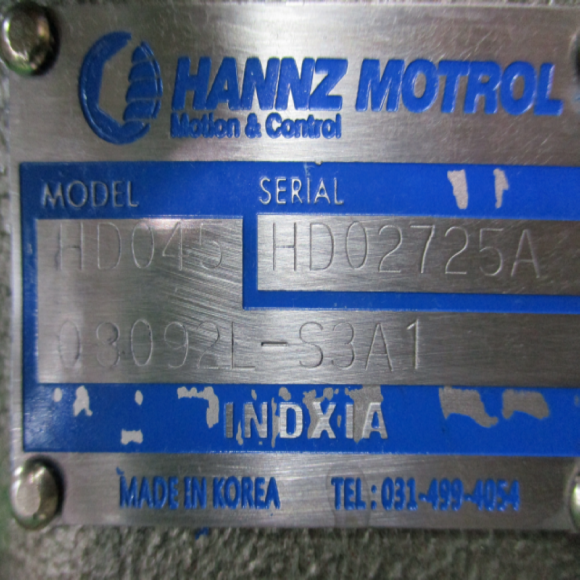 HANNZ MOTROL
Motion & Control
MODEL SERIAL
HD045 HD02725A
08092L-S3A1
INDXIA
MADE IN KOREA TEL : 031-499-4054